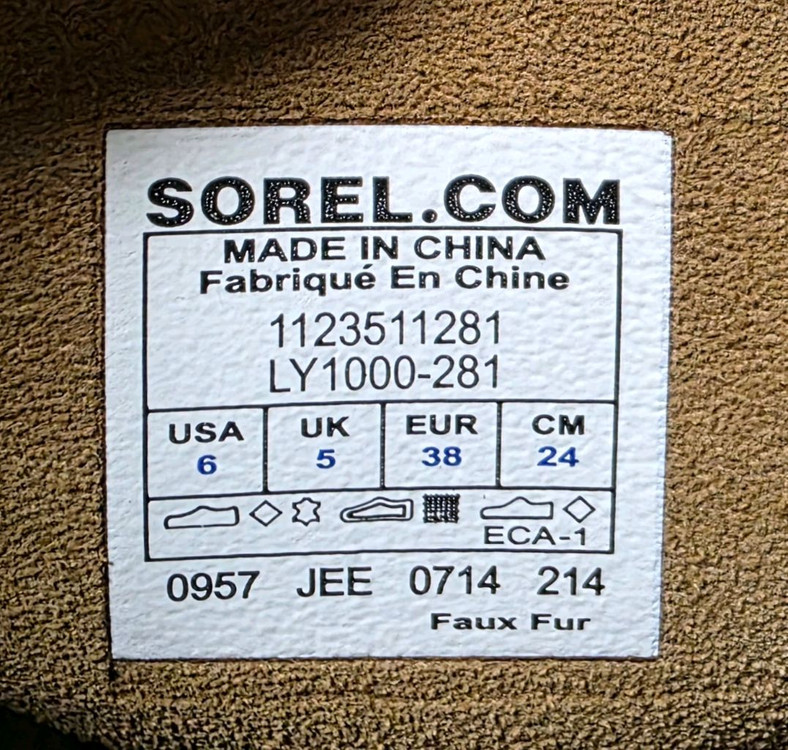 SOREL.COM
MADE IN CHINA
Fabriqué En Chine
1123511281
LY1000-281
USA UK EUR CM
6 5 38 24
ECA-1
0957 JEE 0714 214
Faux Fur